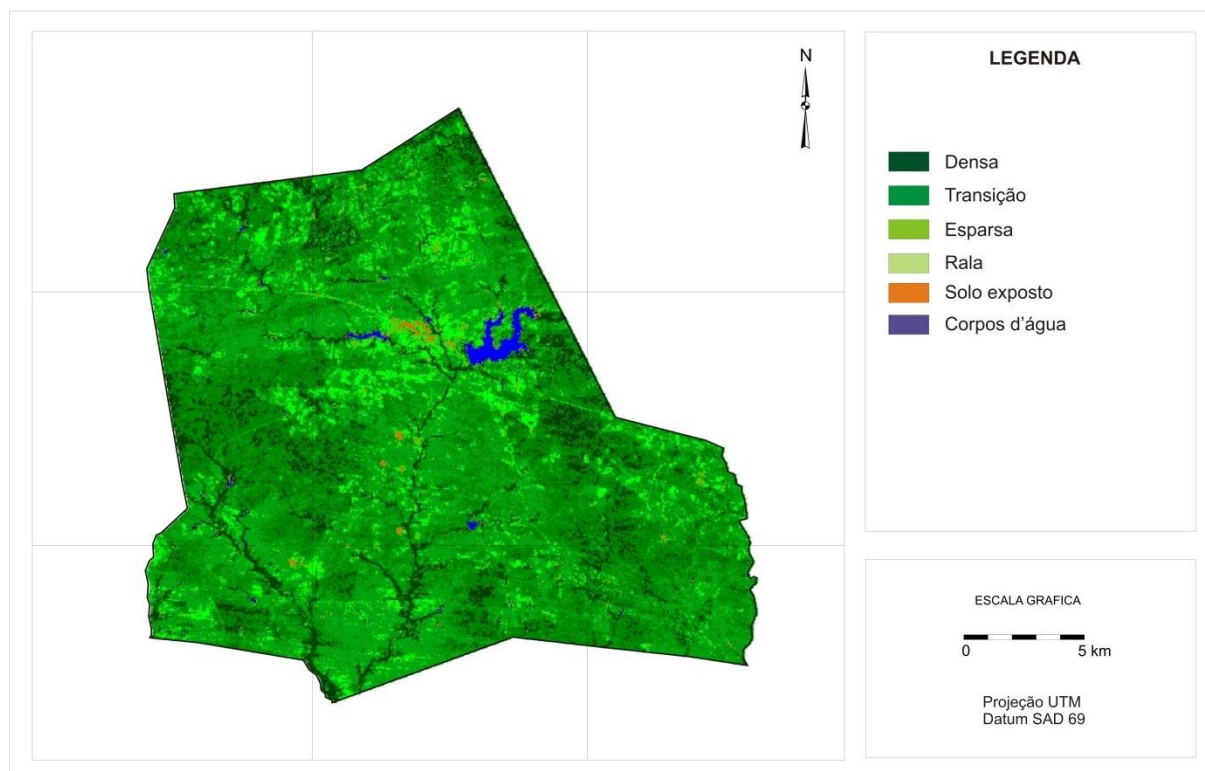 N
LEGENDA
Densa
Transição
Esparsa
Rala
Solo exposto
Corpos d'água
ESCALA GRAFICA
0 5 km
Projeção UTM
Datum SAD 69